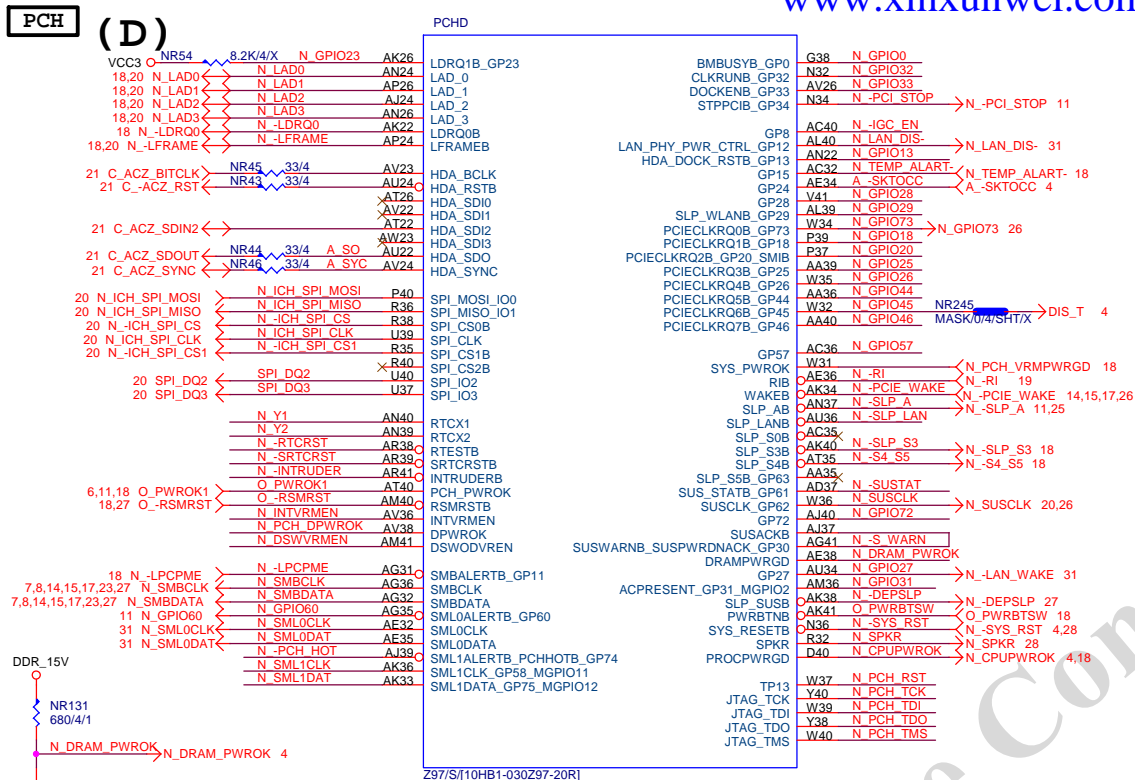 www.xinxunwei.com
PCH
(D)
PCHD
VCC3 NR54 8.2K/4/X N_GPIO23 AK26 LDRQ1B_GP23
18,20 N_LAD0 N_LAD0 AN24 LAD_0
18,20 N_LAD1 N_LAD1 AP26 LAD_1
18,20 N_LAD2 N_LAD2 AJ24 LAD_2
18,20 N_LAD3 N_LAD3 AN26 LAD_3
18 N_-LDRQ0 N_-LDRQ0 AK22 LDRQ0B
18,20 N_-LFRAME N_-LFRAME AP24 LFRAMEB
21 C_ACZ_BITCLK NR45 33/4 AV23 HDA_BCLK
21 C_-ACZ_RST NR43 33/4 AU24 HDA_RSTB
AT26 HDA_SDI0
AV22 HDA_SDI1
21 C_ACZ_SDIN2 AT22 HDA_SDI2
AW23 HDA_SDI3
21 C_ACZ_SDOUT NR44 33/4 A_SO AU22 HDA_SDO
21 C_ACZ_SYNC NR46 33/4 A_SYC AV24 HDA_SYNC
20 N_ICH_SPI_MOSI N_ICH_SPI_MOSI P40 SPI_MOSI_IO0
20 N_ICH_SPI_MISO N_ICH_SPI_MISO R36 SPI_MISO_IO1
20 N_-ICH_SPI_CS N_-ICH_SPI_CS R38 SPI_CS0B
20 N_ICH_SPI_CLK N_ICH_SPI_CLK U39 SPI_CLK
20 N_-ICH_SPI_CS1 N_-ICH_SPI_CS1 R35 SPI_CS1B
R40 SPI_CS2B
20 SPI_DQ2 SPI_DQ2 U40 SPI_IO2
20 SPI_DQ3 SPI_DQ3 U37 SPI_IO3
N_Y1 AN40 RTCX1
N_Y2 AN39 RTCX2
N_-RTCRST AR38 RTESTB
N_-SRTCRST AR39 SRTCRSTB
N_-INTRUDER AR41 INTRUDERB
6,11,18 O_PWROK1 O_PWROK1 AT40 PCH_PWROK
18,27 O_-RSMRST O_-RSMRST AM40 RSMRSTB
N_INTVRMEN AV36 INTVRMEN
N_PCH_DPWROK AV38 DPWROK
N_DSWVRMEN AM41 DSWODVREN
18 N_-LPCPME N_-LPCPME AG31 SMBALERTB_GP11
7,8,14,15,17,23,27 N_SMBCLK N_SMBCLK AG36 SMBCLK
7,8,14,15,17,23,27 N_SMBDATA N_SMBDATA AG32 SMBDATA
11 N_GPIO60 N_GPIO60 AG35 SML0ALERTB_GP60
31 N_SML0CLK N_SML0CLK AE32 SML0CLK
31 N_SML0DAT N_SML0DAT AE35 SML0DATA
N_-PCH_HOT AJ39 SML1ALERTB_PCHHOTB_GP74
N_SML1CLK AK36 SML1CLK_GP58_MGPIO11
N_SML1DAT AK33 SML1DATA_GP75_MGPIO12
DDR_15V
NR131
680/4/1
N_DRAM_PWROK N_DRAM_PWROK 4
BMBUSYB_GP0 G38 N_GPIO0
CLKRUNB_GP32 N32 N_GPIO32
DOCKENB_GP33 AV26 N_GPIO33
STPPCIB_GP34 N34 N_-PCI_STOP N_-PCI_STOP 11
GP8 AC40 N_-IGC_EN
LAN_PHY_PWR_CTRL_GP12 AL40 N_LAN_DIS- N_LAN_DIS- 31
HDA_DOCK_RSTB_GP13 AN22 N_GPIO13
GP15 AC32 N_TEMP_ALART- N_TEMP_ALART- 18
GP24 AE34 A_-SKTOCC A_-SKTOCC 4
GP28 V41 N_GPIO28
SLP_WLANB_GP29 AL39 N_GPIO29
PCIECLKRQ0B_GP73 W34 N_GPIO73 N_GPIO73 26
PCIECLKRQ1B_GP18 P39 N_GPIO18
PCIECLKRQ2B_GP20_SMIB P37 N_GPIO20
PCIECLKRQ3B_GP25 AA39 N_GPIO25
PCIECLKRQ4B_GP26 W35 N_GPIO26
PCIECLKRQ5B_GP44 AA36 N_GPIO44
PCIECLKRQ6B_GP45 W32 N_GPIO45 NR245 MASK/0/4/SHT/X DIS_T 4
PCIECLKRQ7B_GP46 AA40 N_GPIO46
GP57 AC36 N_GPIO57
SYS_PWROK W31 N_PCH_VRMPWRGD 18
RIB AE36 N_-RI N_-RI 19
WAKEB AK34 N_-PCIE_WAKE N_-PCIE_WAKE 14,15,17,26
SLP_AB AN37 N_-SLP_A N_-SLP_A 11,25
SLP_LANB AU36 N_-SLP_LAN
SLP_S0B AC35
SLP_S3B AK40 N_-SLP_S3 N_-SLP_S3 18
SLP_S4B AT35 N_-S4_S5 N_-S4_S5 18
SLP_S5B_GP63 AA35
SUS_STATB_GP61 AD37 N_-SUSTAT
SUSCLK_GP62 W36 N_SUSCLK N_SUSCLK 20,26
GP72 AJ40 N_GPIO72
SUSACKB AJ37
SUSWARNB_SUSPWRDNACK_GP30 AG41 N_-S_WARN
DRAMPWRGD AE38 N_DRAM_PWROK
GP27 AU34 N_GPIO27 N_-LAN_WAKE 31
ACPRESENT_GP31_MGPIO2 AM36 N_GPIO31
SLP_SUSB AK38 N_-DEPSLP N_-DEPSLP 27
PWRBTNB AK41 O_PWRBTSW O_PWRBTSW 18
SYS_RESETB N36 N_-SYS_RST N_-SYS_RST 4,28
SPKR R32 N_SPKR N_SPKR 28
PROCPWRGD D40 N_CPUPWROK N_CPUPWROK 4,18
TP13 W37 N_PCH_RST
JTAG_TCK Y40 N_PCH_TCK
JTAG_TDI W39 N_PCH_TDI
JTAG_TDO Y38 N_PCH_TDO
JTAG_TMS W40 N_PCH_TMS
Z97/S/[10HB1-030Z97-20R]